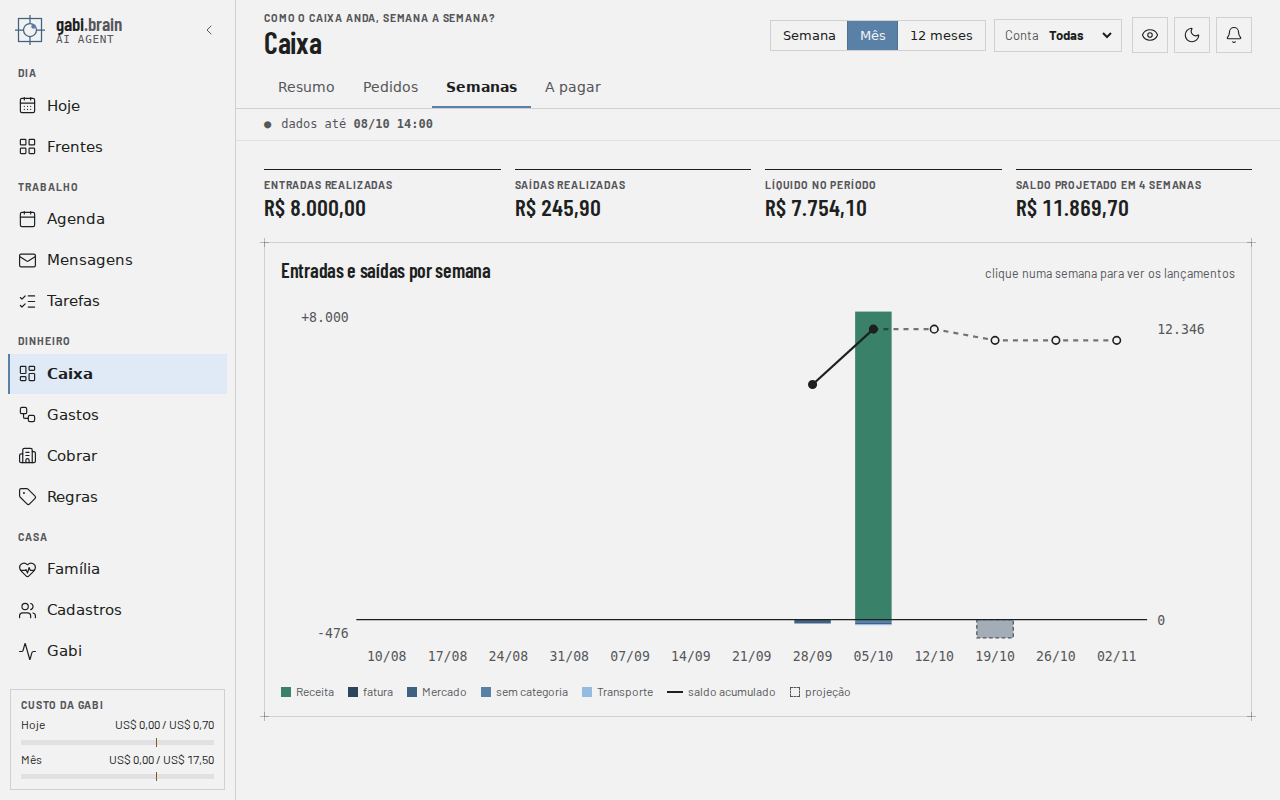 gabi.brain
AI AGENT
DIA
Hoje
Frentes
TRABALHO
Agenda
Mensagens
Tarefas
DINHEIRO
Caixa
Gastos
Cobrar
Regras
CASA
Família
Cadastros
Gabi
CUSTO DA GABI
Hoje US$ 0,00 / US$ 0,70
Mês US$ 0,00 / US$ 17,50
COMO O CAIXA ANDA, SEMANA A SEMANA?
Caixa
Semana Mês 12 meses Conta Todas
Resumo Pedidos Semanas A pagar
dados até 08/10 14:00
ENTRADAS REALIZADAS
R$ 8.000,00
SAÍDAS REALIZADAS
R$ 245,90
LÍQUIDO NO PERÍODO
R$ 7.754,10
SALDO PROJETADO EM 4 SEMANAS
R$ 11.869,70
Entradas e saídas por semana
clique numa semana para ver os lançamentos
+8.000
12.346
-476
0
10/08 17/08 24/08 31/08 07/09 14/09 21/09 28/09 05/10 12/10 19/10 26/10 02/11
Receita fatura Mercado sem categoria Transporte saldo acumulado projeção